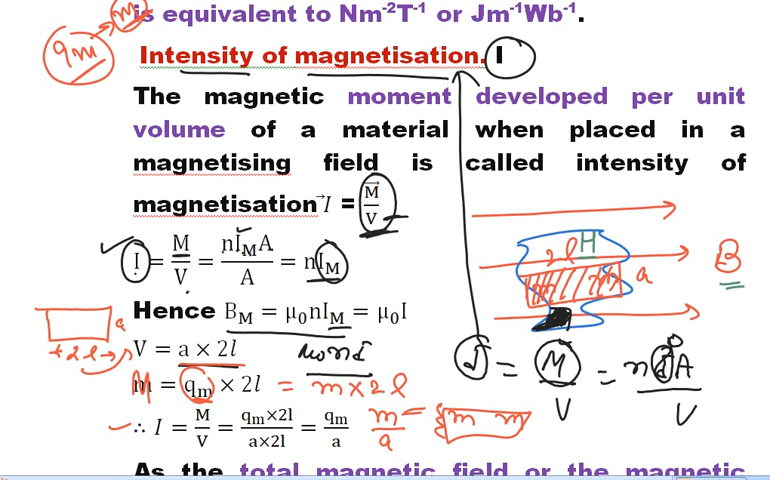 is equivalent to Nm⁻²T⁻¹ or Jm⁻¹Wb⁻¹.
qm m
Intensity of magnetisation. I
The magnetic moment developed per unit
volume of a material when placed in a
magnetising field is called intensity of
magnetisation I = M/V
I = M/V = nI_MA/A = nI_M
2l H
a
B
Hence B_M = μ₀nI_M = μ₀I
a
2l
V = a × 2l
μ₀nI
m = q_m × 2l = m × 2l
M
∴ I = M/V = q_m×2l/a×2l = q_m/a
m/a = m m
I = M/V = nIA/V
As the total magnetic field or the magnetic